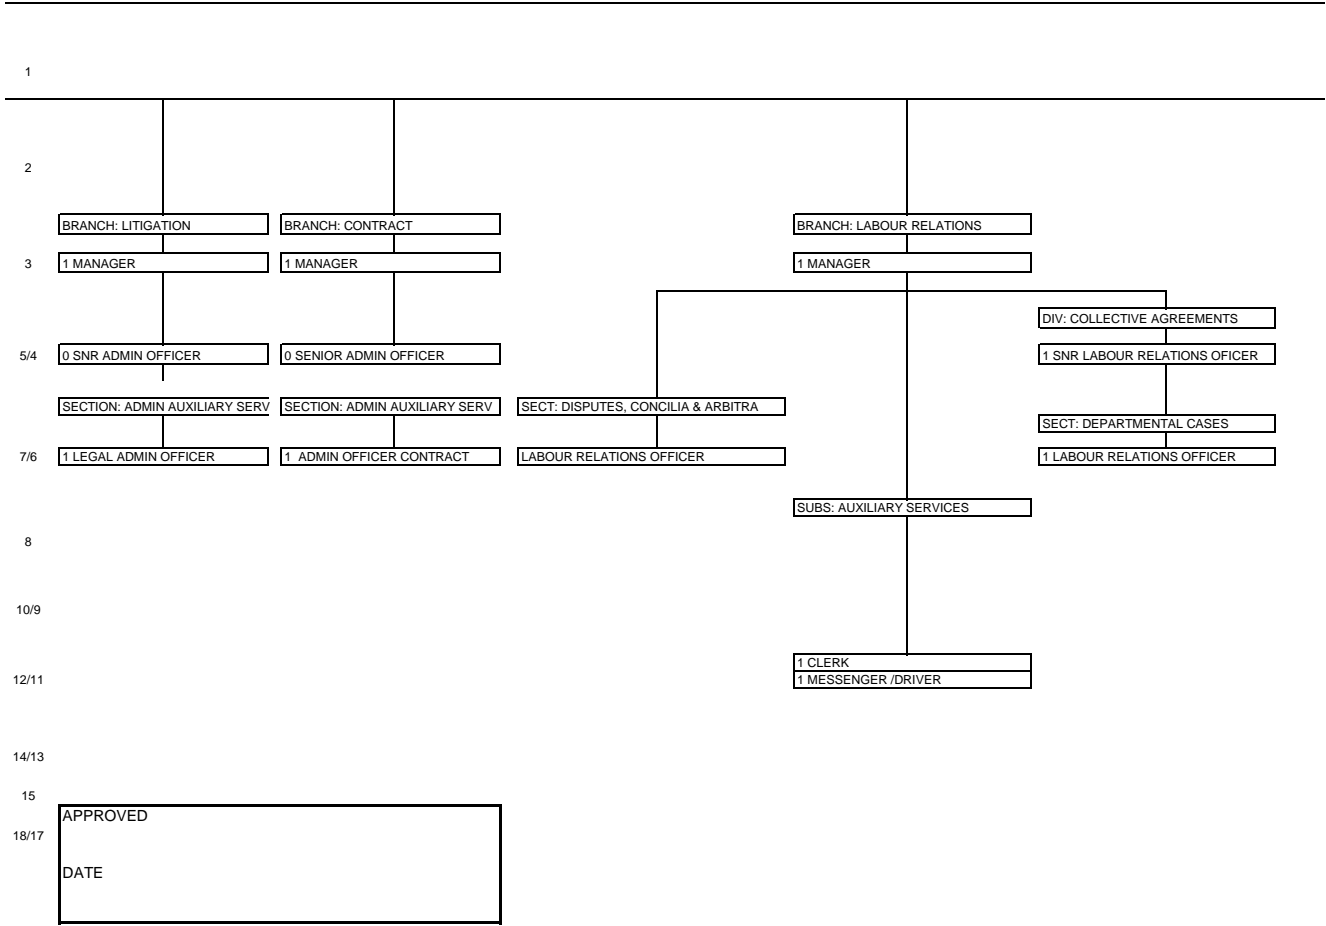 1
2
BRANCH: LITIGATION
BRANCH: CONTRACT
BRANCH: LABOUR RELATIONS
3
1 MANAGER
1 MANAGER
1 MANAGER
DIV: COLLECTIVE AGREEMENTS
5/4
0 SNR ADMIN OFFICER
0 SENIOR ADMIN OFFICER
1 SNR LABOUR RELATIONS OFICER
SECTION: ADMIN AUXILIARY SERV
SECTION: ADMIN AUXILIARY SERV
SECT: DISPUTES, CONCILIA & ARBITRA
SECT: DEPARTMENTAL CASES
7/6
1 LEGAL ADMIN OFFICER
1 ADMIN OFFICER CONTRACT
LABOUR RELATIONS OFFICER
1 LABOUR RELATIONS OFFICER
SUBS: AUXILIARY SERVICES
8
10/9
1 CLERK
12/11
1 MESSENGER /DRIVER
14/13
15
APPROVED
18/17
DATE